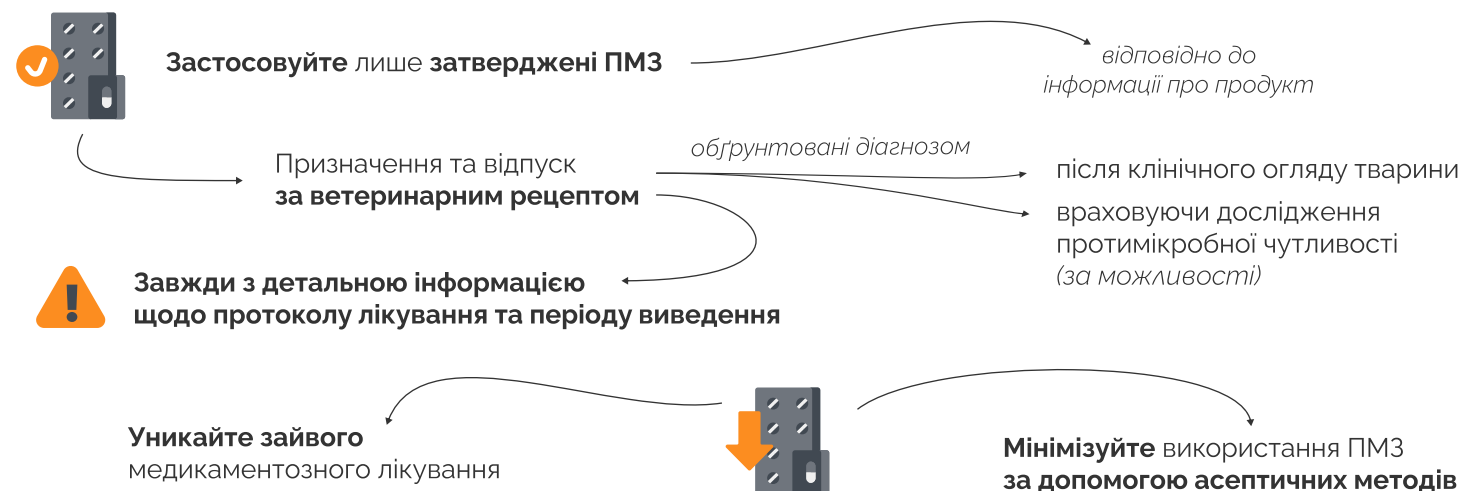 Застосовуйте лише затверджені ПМЗ
відповідно до
інформації про продукт
Призначення та відпуск
за ветеринарним рецептом
обґрунтовані діагнозом
після клінічного огляду тварини
враховуючи дослідження
протимікробної чутливості
(за можливості)
Завжди з детальною інформацією
щодо протоколу лікування та періоду виведення
Уникайте зайвого
медикаментозного лікування
Мінімізуйте використання ПМЗ
за допомогою асептичних методів